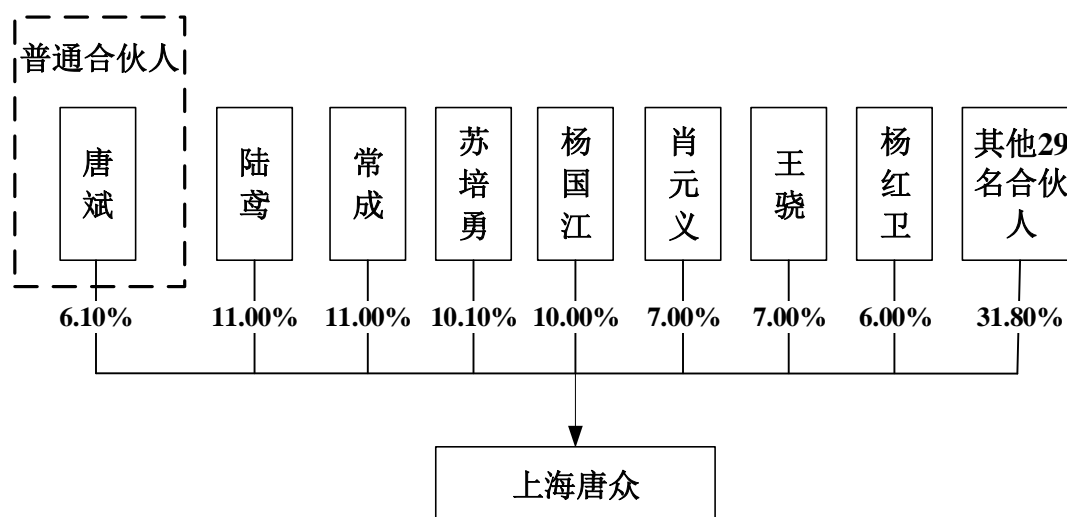 普通合伙人
唐斌
陆鸢
常成
苏培勇
杨国江
肖元义
王骁
杨红卫
其他29
名合伙
人
6.10%
11.00%
11.00%
10.10%
10.00%
7.00%
7.00%
6.00%
31.80%
上海唐众